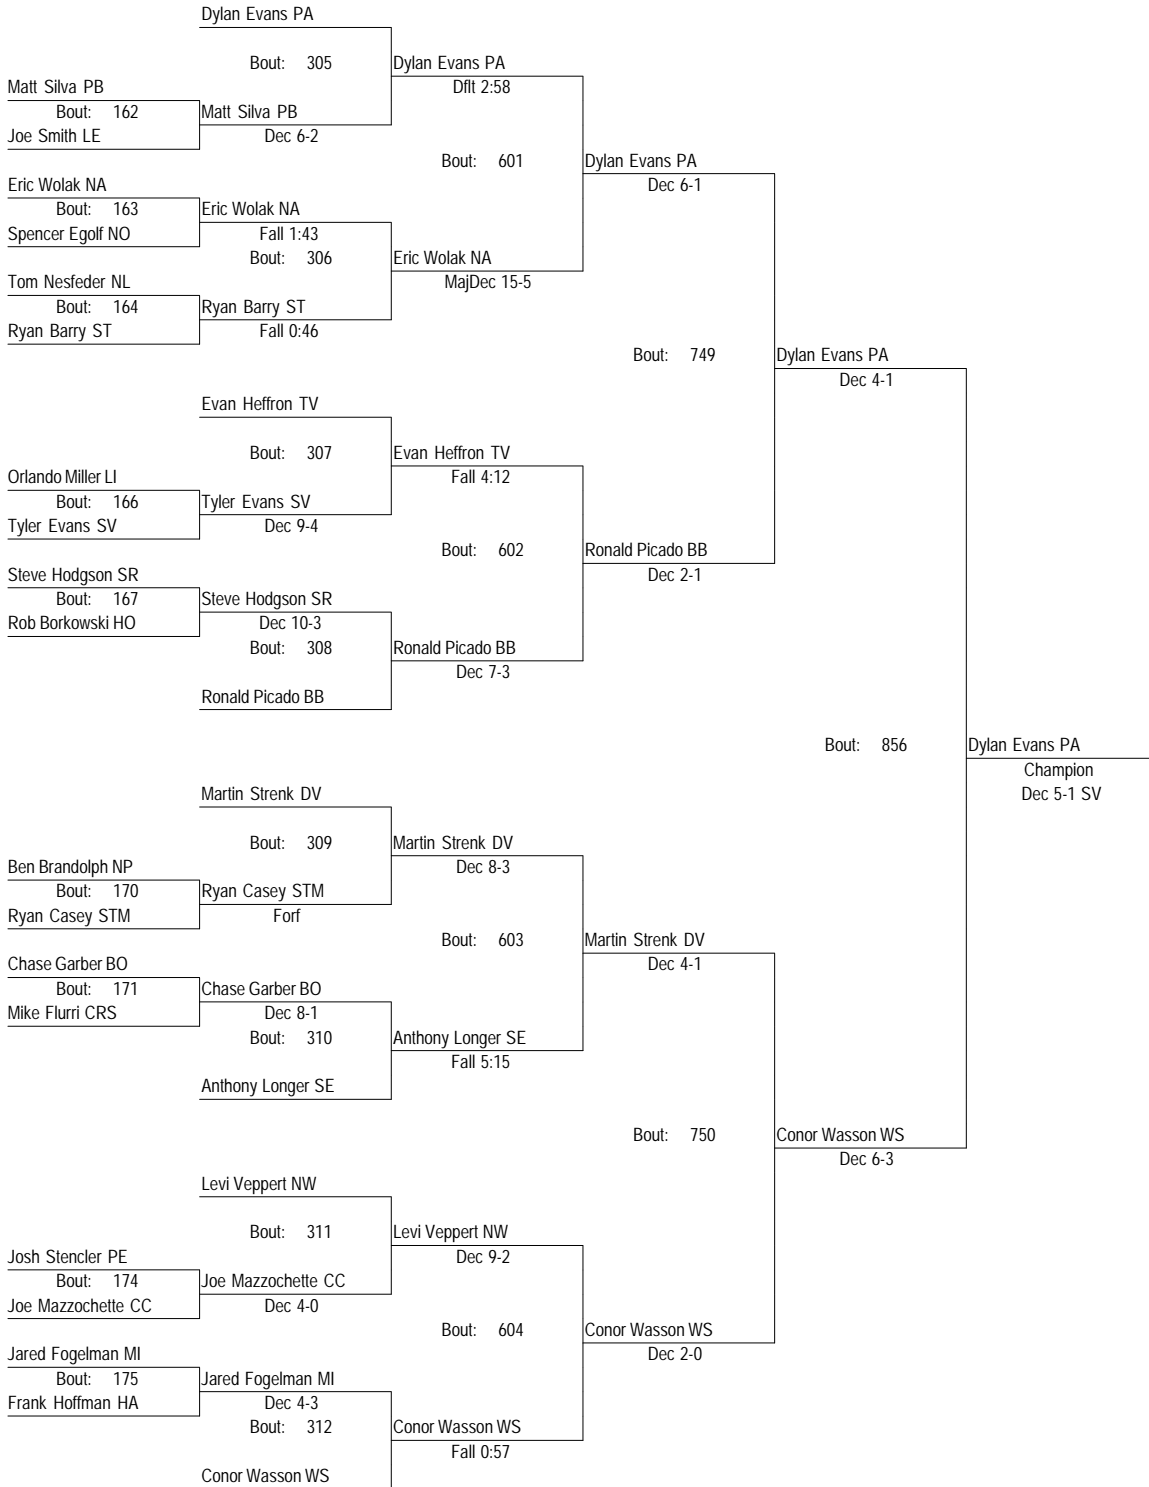 Dylan Evans PA
Bout: 305
Dylan Evans PA
Dflt 2:58
Matt Silva PB
Bout: 162
Matt Silva PB
Joe Smith LE
Dec 6-2
Bout: 601
Dylan Evans PA
Dec 6-1
Eric Wolak NA
Bout: 163
Eric Wolak NA
Spencer Egolf NO
Fall 1:43
Bout: 306
Eric Wolak NA
MajDec 15-5
Tom Nesfeder NL
Bout: 164
Ryan Barry ST
Ryan Barry ST
Fall 0:46
Bout: 749
Dylan Evans PA
Dec 4-1
Evan Heffron TV
Bout: 307
Evan Heffron TV
Fall 4:12
Orlando Miller LI
Bout: 166
Tyler Evans SV
Tyler Evans SV
Dec 9-4
Bout: 602
Ronald Picado BB
Dec 2-1
Steve Hodgson SR
Bout: 167
Steve Hodgson SR
Rob Borkowski HO
Dec 10-3
Bout: 308
Ronald Picado BB
Dec 7-3
Ronald Picado BB
Bout: 856
Dylan Evans PA
Champion
Dec 5-1 SV
Martin Strenk DV
Bout: 309
Martin Strenk DV
Dec 8-3
Ben Brandolph NP
Bout: 170
Ryan Casey STM
Ryan Casey STM
Forf
Bout: 603
Martin Strenk DV
Dec 4-1
Chase Garber BO
Bout: 171
Chase Garber BO
Mike Flurri CRS
Dec 8-1
Bout: 310
Anthony Longer SE
Fall 5:15
Anthony Longer SE
Bout: 750
Conor Wasson WS
Dec 6-3
Levi Veppert NW
Bout: 311
Levi Veppert NW
Dec 9-2
Josh Stencler PE
Bout: 174
Joe Mazzochette CC
Joe Mazzochette CC
Dec 4-0
Bout: 604
Conor Wasson WS
Dec 2-0
Jared Fogelman MI
Bout: 175
Jared Fogelman MI
Frank Hoffman HA
Dec 4-3
Bout: 312
Conor Wasson WS
Fall 0:57
Conor Wasson WS